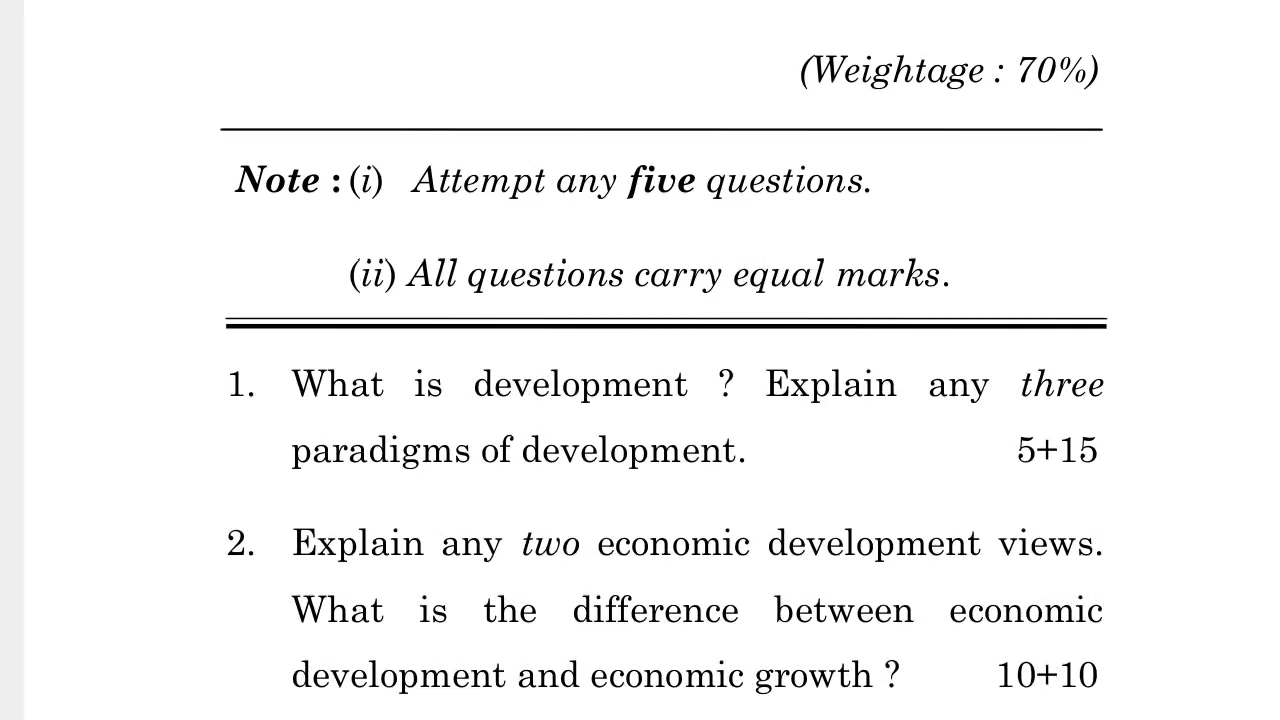 (Weightage : 70%)
Note : (i) Attempt any five questions.
(ii) All questions carry equal marks.
1. What is development ? Explain any three
paradigms of development. 5+15
2. Explain any two economic development views.
What is the difference between economic
development and economic growth ? 10+10